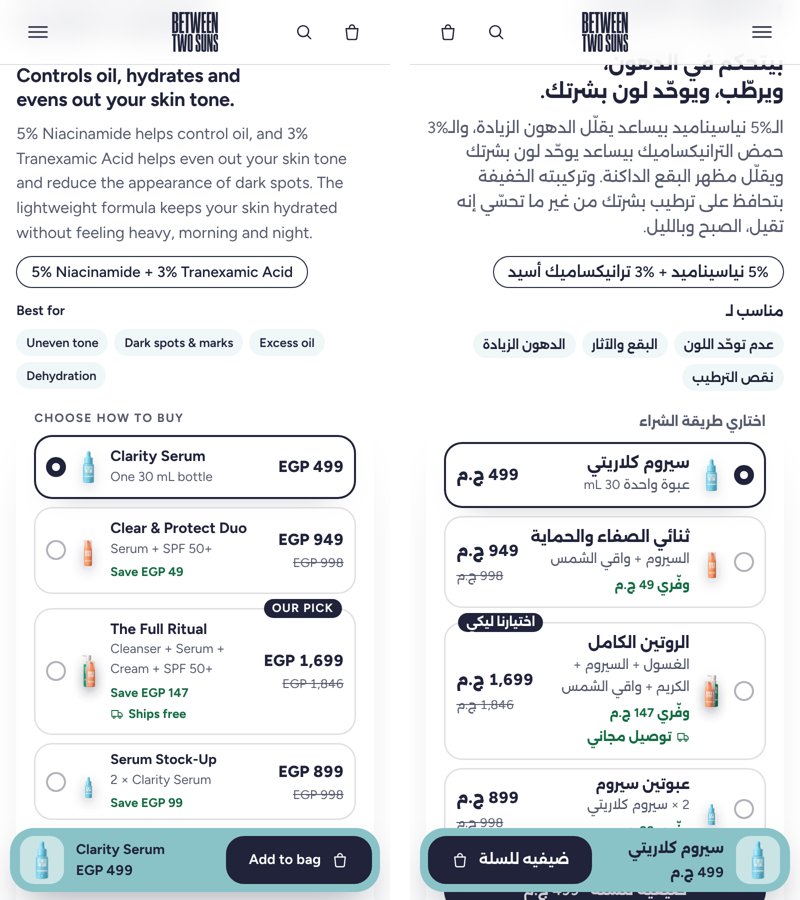 BETWEEN
TWO SUNS
Controls oil, hydrates and
evens out your skin tone.
5% Niacinamide helps control oil, and 3%
Tranexamic Acid helps even out your skin tone
and reduce the appearance of dark spots. The
lightweight formula keeps your skin hydrated
without feeling heavy, morning and night.
5% Niacinamide + 3% Tranexamic Acid
Best for
Uneven tone
Dark spots & marks
Excess oil
Dehydration
CHOOSE HOW TO BUY
Clarity Serum
One 30 mL bottle
EGP 499
Clear & Protect Duo
Serum + SPF 50+
Save EGP 49
EGP 949
EGP 998
OUR PICK
The Full Ritual
Cleanser + Serum +
Cream + SPF 50+
Save EGP 147
Ships free
EGP 1,699
EGP 1,846
Serum Stock-Up
2 × Clarity Serum
Save EGP 99
EGP 899
EGP 998
Clarity Serum
EGP 499
Add to bag
BETWEEN
TWO SUNS
بيتحكم في الدهون،
ويرطّب، ويوحّد لون بشرتك.
الـ5% نياسيناميد بيساعد يقلّل الدهون الزيادة، والـ3%
حمض الترانيكساميك بيساعد يوحّد لون بشرتك
ويقلّل مظهر البقع الداكنة. وتركيبته الخفيفة
بتحافظ على ترطيب بشرتك من غير ما تحسّي إنه
تقيل، الصبح وبالليل.
5% نياسيناميد + 3% ترانيكساميك أسيد
مناسب لـ
عدم توحّد اللون
البقع والآثار
الدهون الزيادة
نقص الترطيب
اختاري طريقة الشراء
سيروم كلاريتي
عبوة واحدة 30 mL
499 ج.م
ثنائي الصفاء والحماية
السيروم + واقي الشمس
وفّري 49 ج.م
949 ج.م
998 ج.م
اختيارنا ليكي
الروتين الكامل
الغسول + السيروم +
الكريم + واقي الشمس
وفّري 147 ج.م
توصيل مجاني
1,699 ج.م
1,846 ج.م
عبوتين سيروم
2 × سيروم كلاريتي
899 ج.م
998 ج.م
سيروم كلاريتي
499 ج.م
ضيفيه للسلة